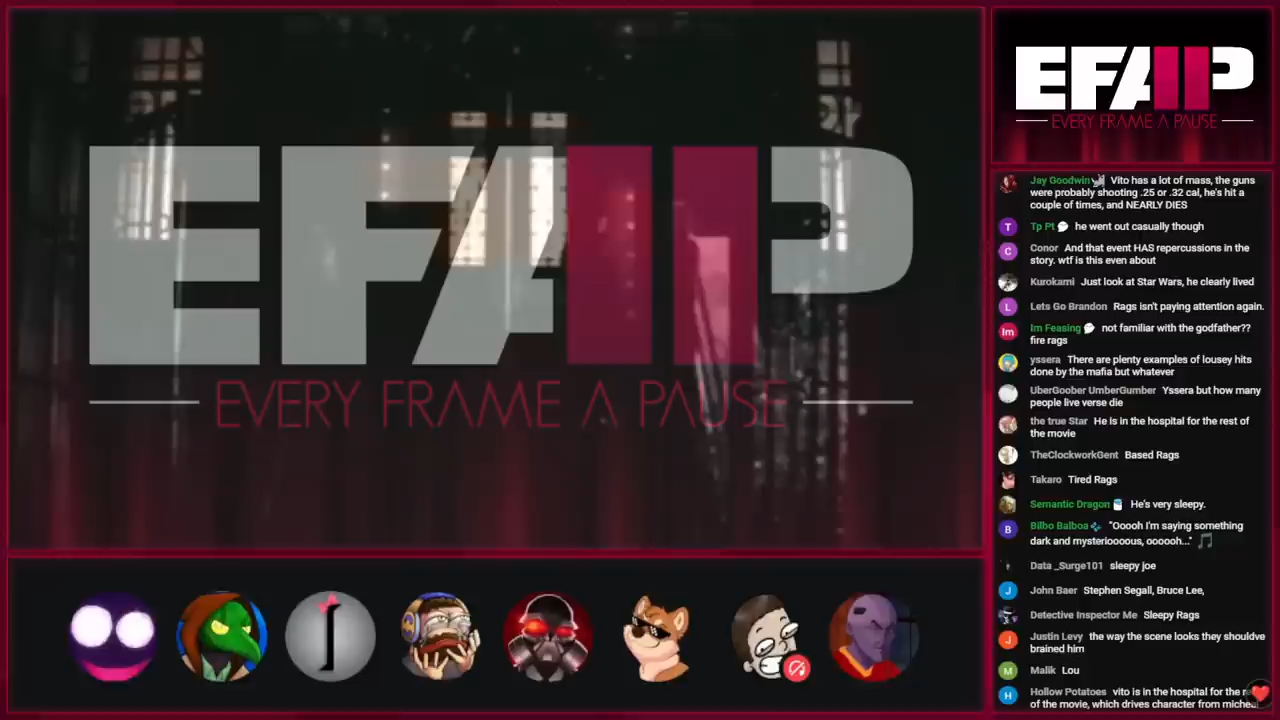 EFAP
EVERY FRAME A PAUSE
EFAP
EVERY FRAME A PAUSE
Jay Goodwin Vito has a lot of mass, the guns
were probably shooting .25 or .32 cal, he's hit a
couple of times, and NEARLY DIES
T
Tp Pt he went out casually though
C
Conor And that event HAS repercussions in the
story. wtf is this even about
Kurokami Just look at Star Wars, he clearly lived
L
Lets Go Brandon Rags isn't paying attention again.
Im
Im Feasing not familiar with the godfather??
fire rags
yssera There are plenty examples of lousey hits
done by the mafia but whatever
UberGoober UmberGumber Yssera but how many
people live verse die
the true Star He is in the hospital for the rest of
the movie
TheClockworkGent Based Rags
Takaro Tired Rags
Semantic Dragon He's very sleepy.
B
Bilbo Balboa "Ooooh I'm saying something
dark and mysterioooous, oooooh..."
Data _Surge101 sleepy joe
J
John Baer Stephen Segall, Bruce Lee,
Detective Inspector Me Sleepy Rags
J
Justin Levy the way the scene looks they shouldve
brained him
M
Malik Lou
H
Hollow Potatoes vito is in the hospital for the
of the movie, which drives character from